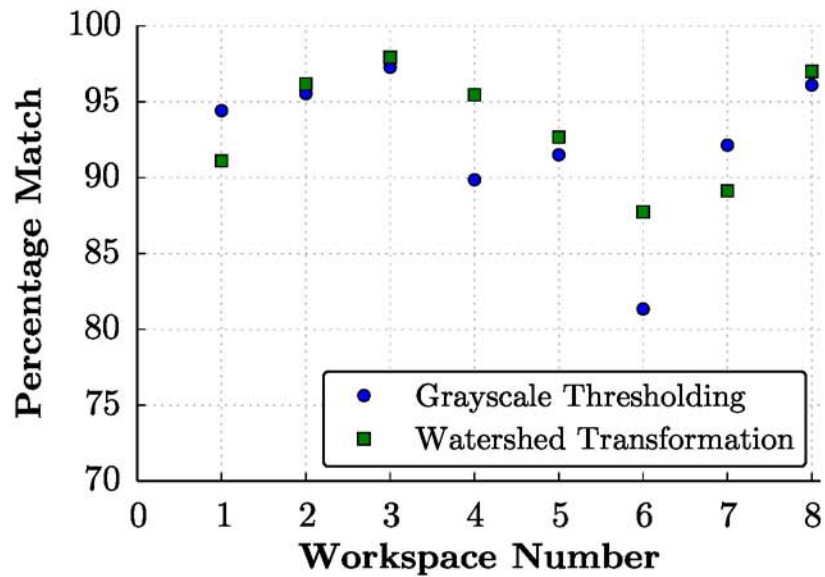 100
95
90
85
80
75
70
Percentage Match
Grayscale Thresholding
Watershed Transformation
0 1 2 3 4 5 6 7 8
Workspace Number